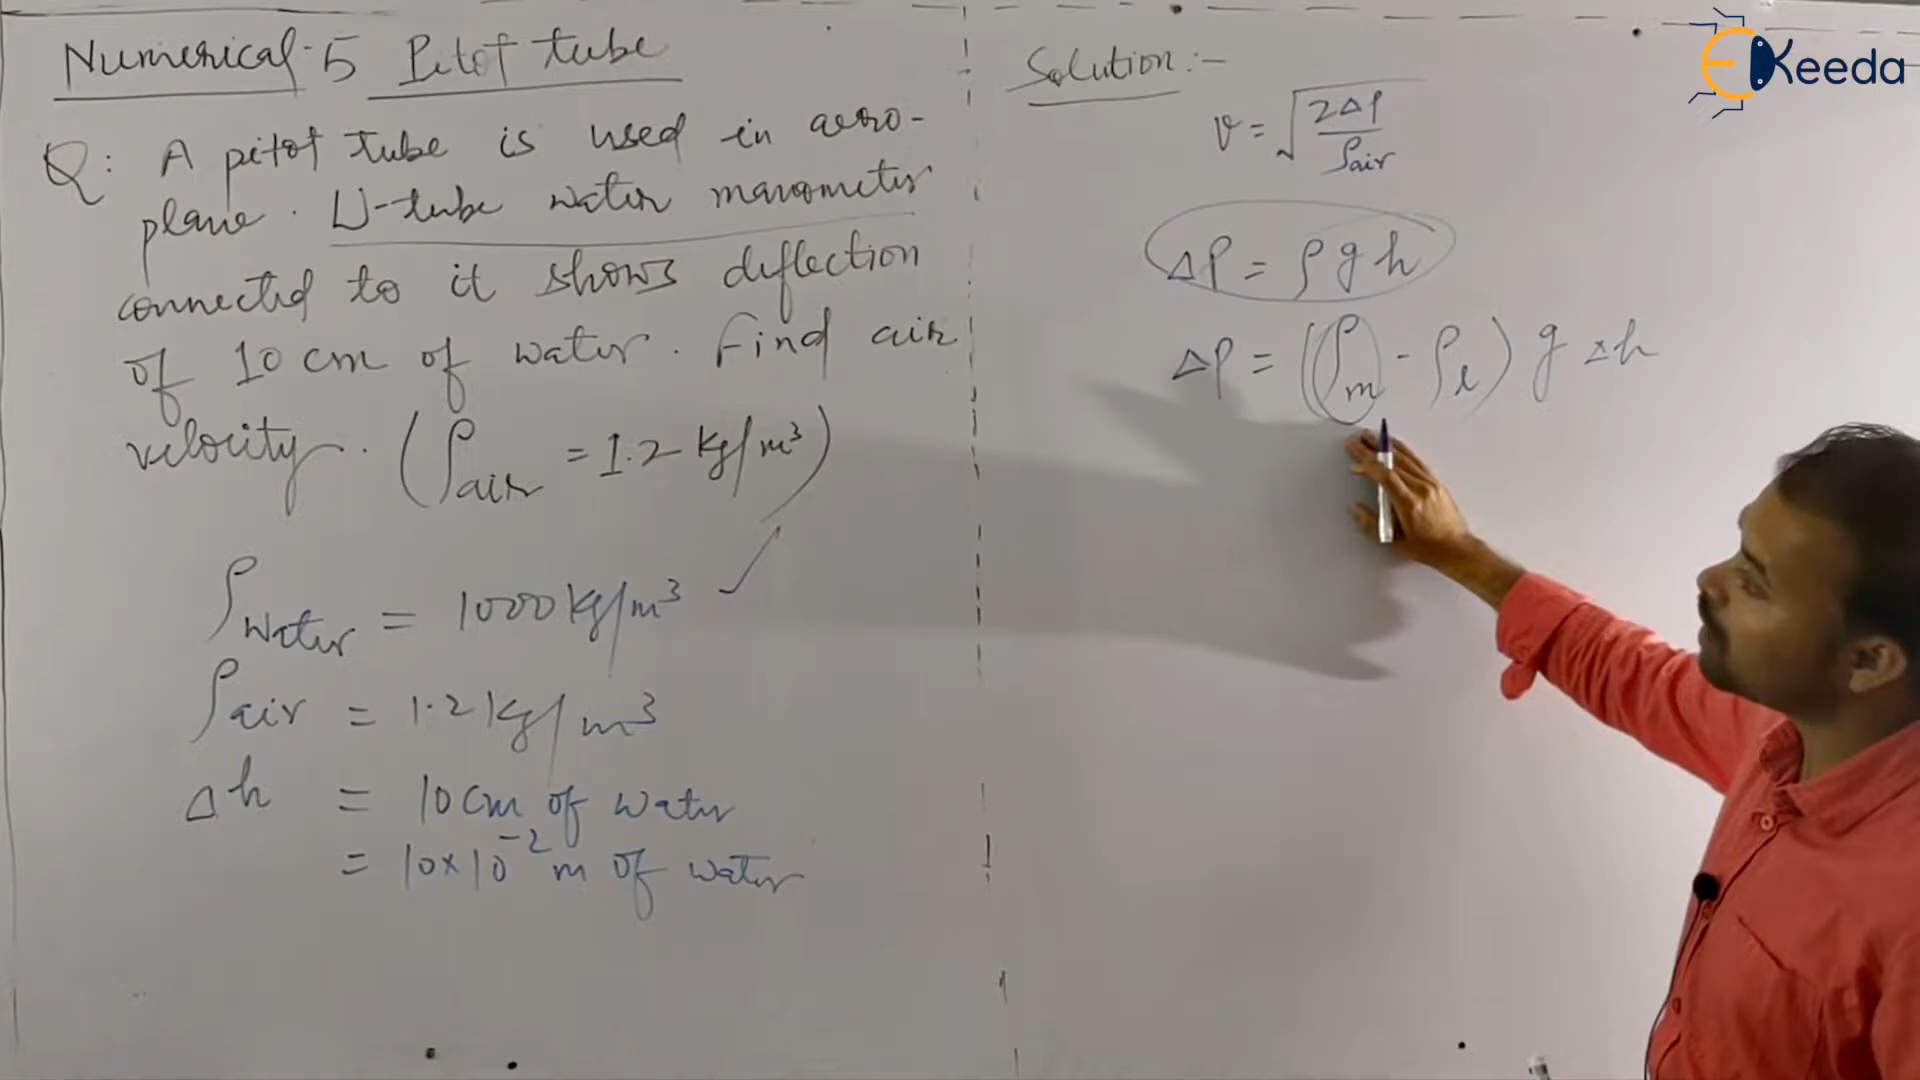 Numerical-5 Pitot tube
Q: A pitot tube is used in aero-
plane. U-tube water manometer
connected to it shows deflection
of 10 cm of water. Find air
velocity. (ρair = 1.2 kg/m³)
ρwater = 1000 kg/m³
ρair = 1.2 kg/m³
Δh = 10 cm of water
= 10×10⁻² m of water
Solution :-
v = √(2Δp/ρair)
Δp = ρgh
Δp = (ρm - ρl) g Δh
EKeeda